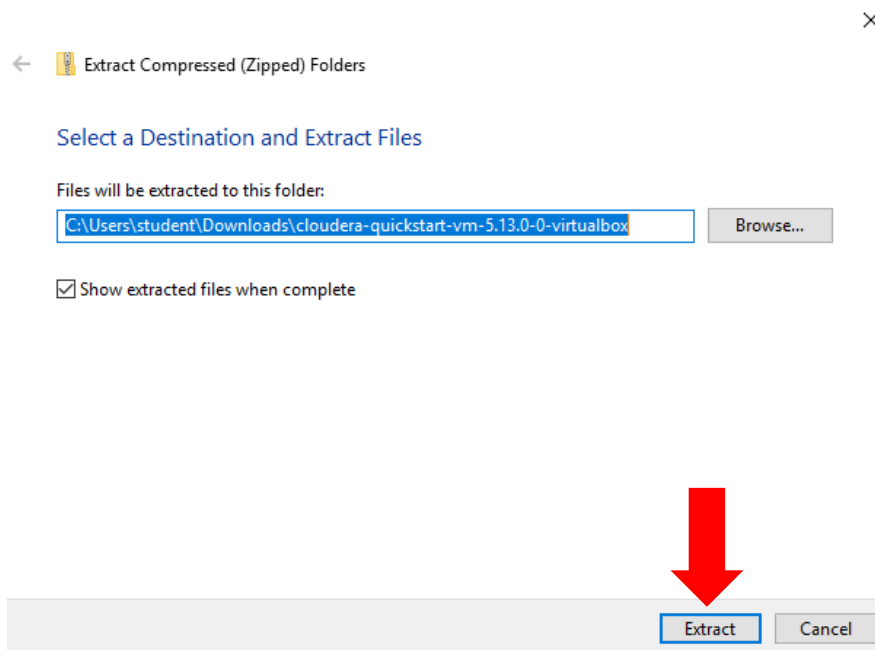 Extract Compressed (Zipped) Folders
Select a Destination and Extract Files
Files will be extracted to this folder:
C:\Users\student\Downloads\cloudera-quickstart-vm-5.13.0-0-virtualbox
Browse...
Show extracted files when complete
Extract
Cancel